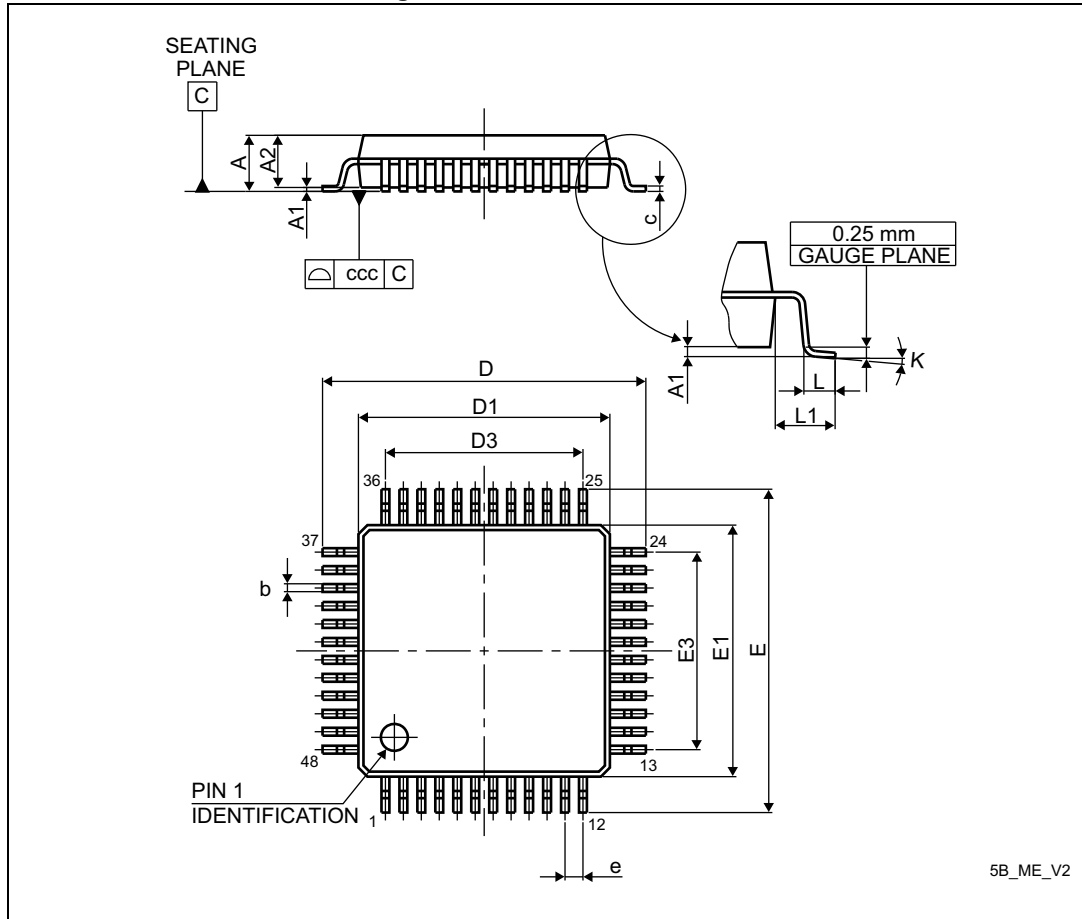 SEATING
PLANE
C
A
A2
A1
c
ccc C
0.25 mm
GAUGE PLANE
A1
L
L1
K
D
D1
D3
36
25
37
24
b
E3
E1
E
48
13
PIN 1
IDENTIFICATION
1
12
e
5B_ME_V2